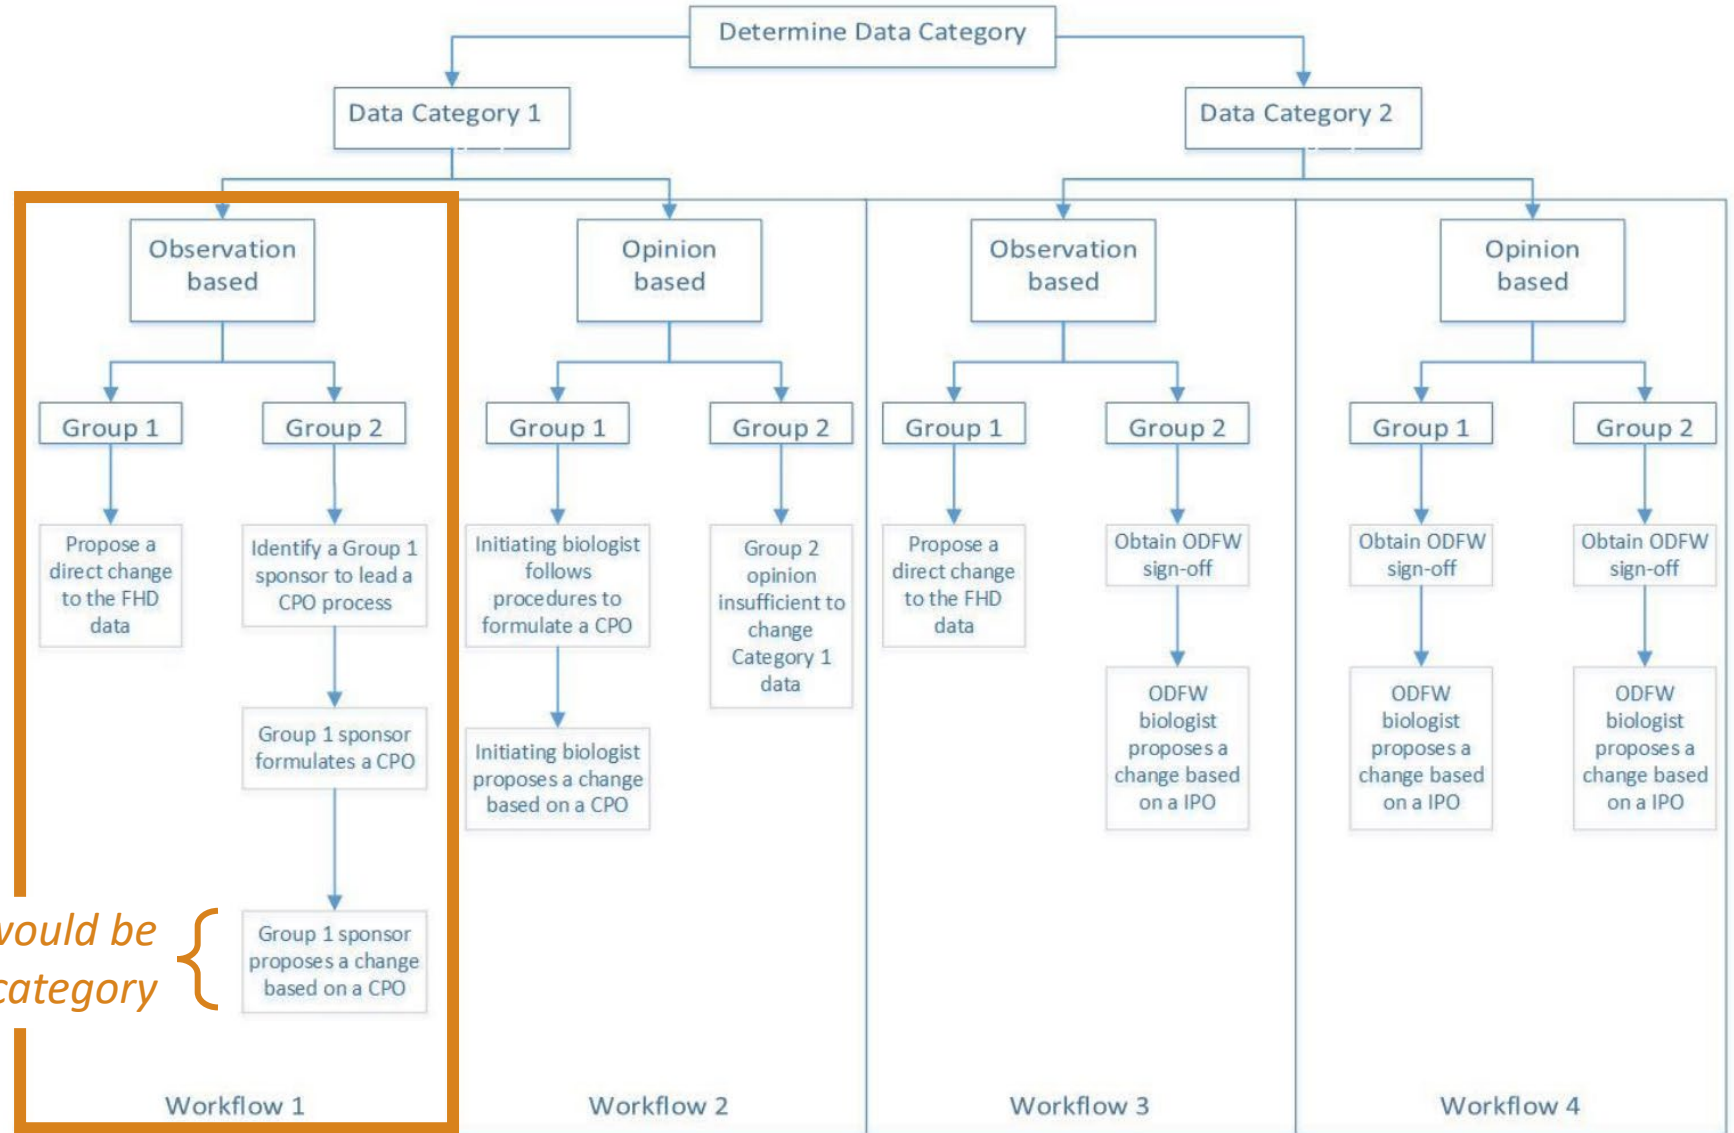 Determine Data Category
Data Category 1
Data Category 2
Observation
based
Opinion
based
Observation
based
Opinion
based
Group 1
Group 2
Group 1
Group 2
Group 1
Group 2
Group 1
Group 2
Propose a
direct change
to the FHD
data
Identify a Group 1
sponsor to lead a
CPO process
Group 1 sponsor
formulates a CPO
Group 1 sponsor
proposes a change
based on a CPO
would be
category
Initiating biologist
follows
procedures to
formulate a CPO
Initiating biologist
proposes a change
based on a CPO
Group 2
opinion
insufficient to
change
Category 1
data
Propose a
direct change
to the FHD
data
Obtain ODFW
sign-off
ODFW
biologist
proposes a
change based
on a IPO
Obtain ODFW
sign-off
ODFW
biologist
proposes a
change based
on a IPO
Obtain ODFW
sign-off
ODFW
biologist
proposes a
change based
on a IPO
Workflow 1
Workflow 2
Workflow 3
Workflow 4